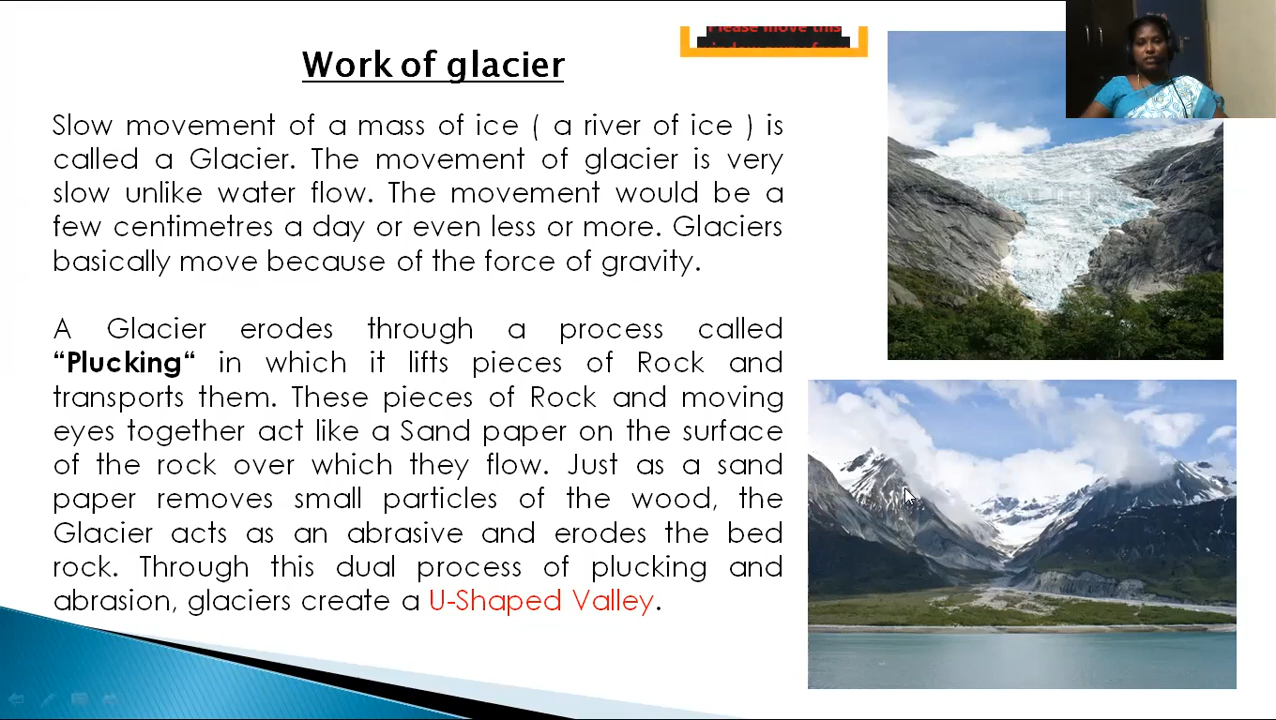 Please move this
Work of glacier
Slow movement of a mass of ice ( a river of ice ) is
called a Glacier. The movement of glacier is very
slow unlike water flow. The movement would be a
few centimetres a day or even less or more. Glaciers
basically move because of the force of gravity.
A Glacier erodes through a process called
“Plucking“ in which it lifts pieces of Rock and
transports them. These pieces of Rock and moving
eyes together act like a Sand paper on the surface
of the rock over which they flow. Just as a sand
paper removes small particles of the wood, the
Glacier acts as an abrasive and erodes the bed
rock. Through this dual process of plucking and
abrasion, glaciers create a U-Shaped Valley.